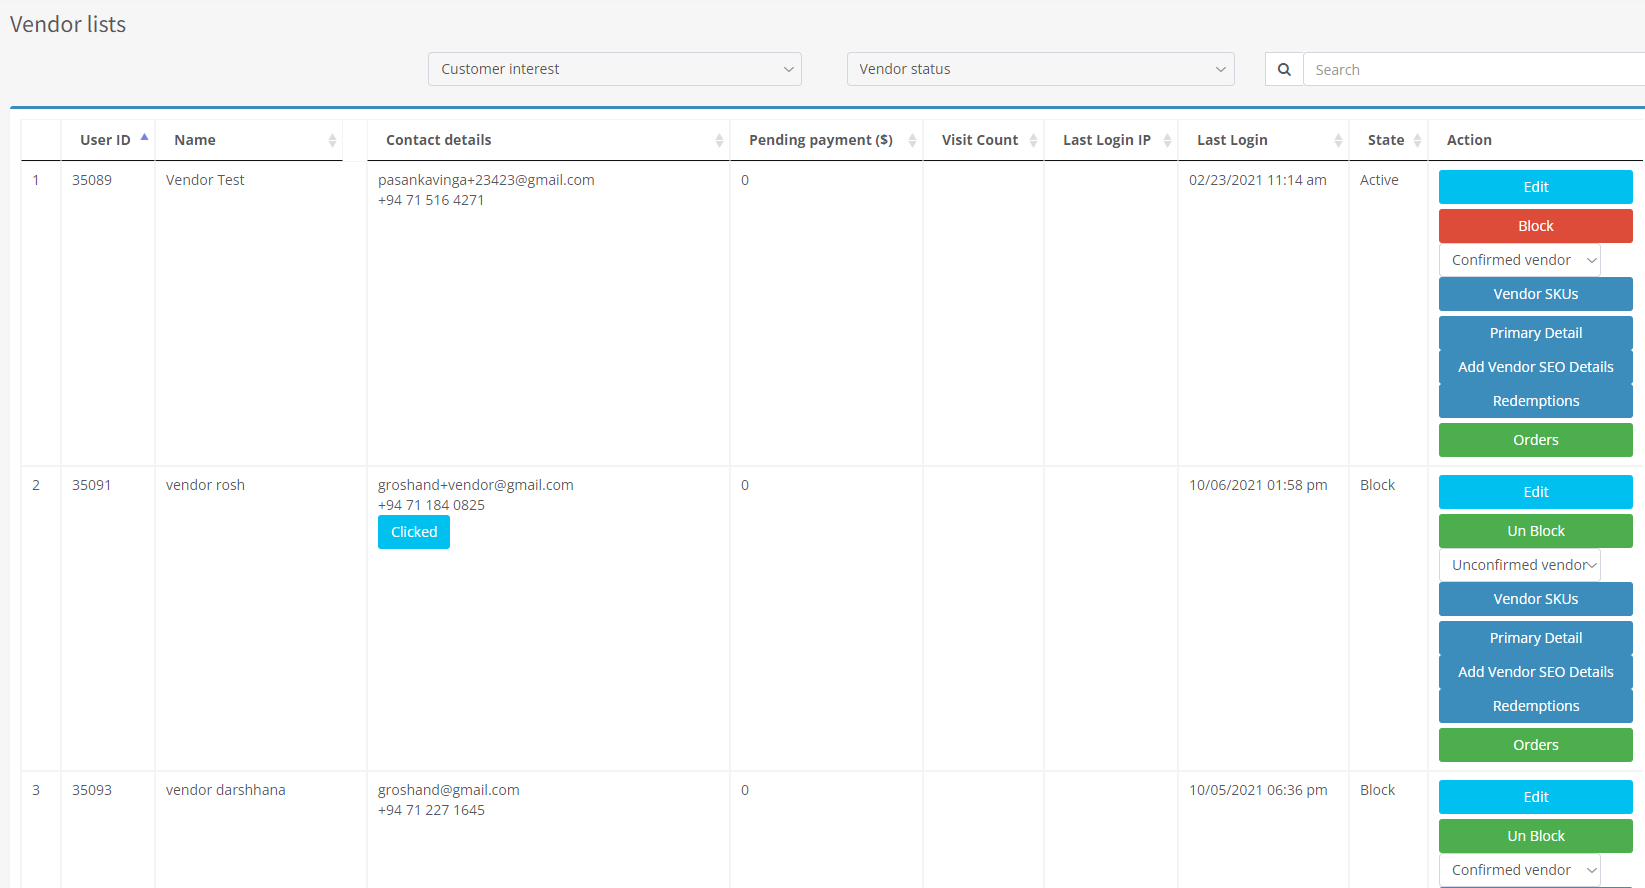 Vendor lists
Customer interest
Vendor status
Search
User ID Name Contact details Pending payment ($) Visit Count Last Login IP Last Login State Action
1 35089 Vendor Test pasankavinga+23423@gmail.com 0 02/23/2021 11:14 am Active Edit
+94 71 516 4271
Block
Confirmed vendor
Vendor SKUs
Primary Detail
Add Vendor SEO Details
Redemptions
Orders
2 35091 vendor rosh groshand+vendor@gmail.com 0 10/06/2021 01:58 pm Block Edit
+94 71 184 0825
Clicked Un Block
Unconfirmed vendor
Vendor SKUs
Primary Detail
Add Vendor SEO Details
Redemptions
Orders
3 35093 vendor darshhana groshand@gmail.com 0 10/05/2021 06:36 pm Block Edit
+94 71 227 1645
Un Block
Confirmed vendor